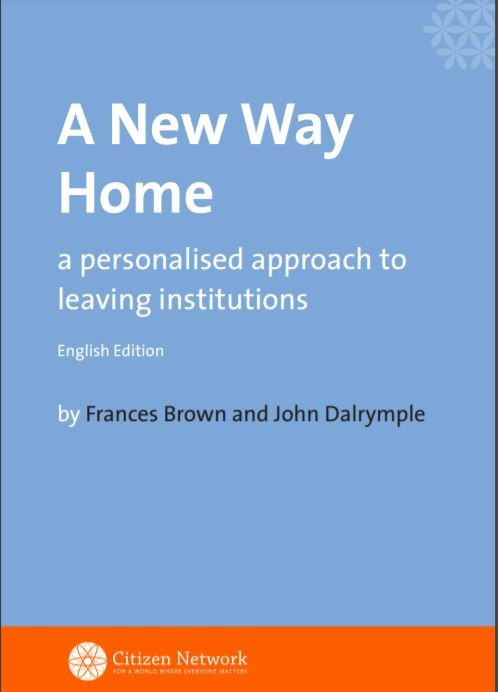 A New Way
Home
a personalised approach to
leaving institutions
English Edition
by Frances Brown and John Dalrymple
Citizen Network
FOR A WORLD WHERE EVERYONE MATTERS